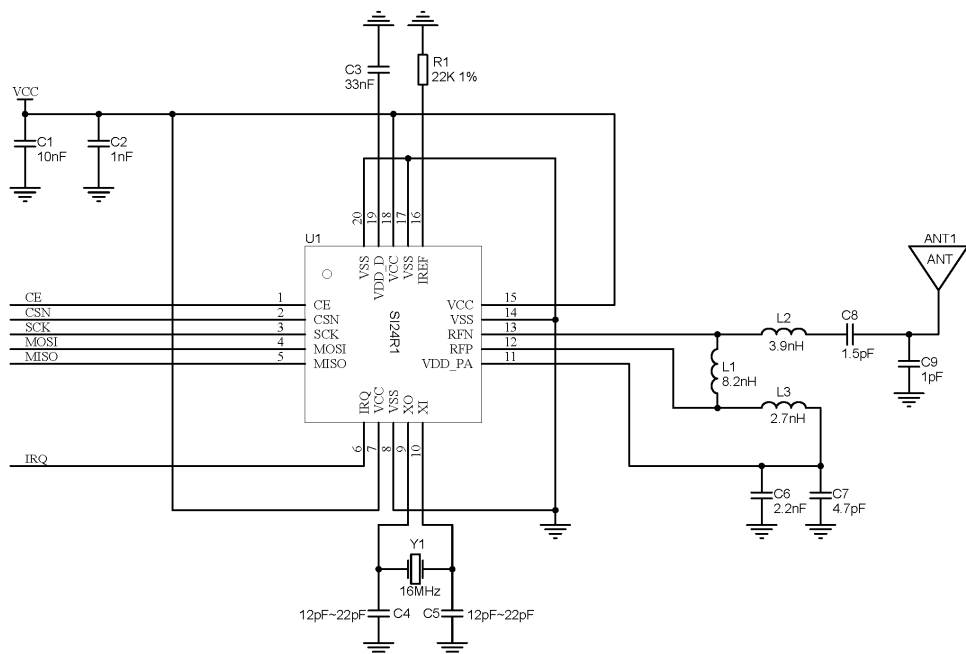 C3
33nF
R1
22K 1%
VCC
C1
10nF
C2
1nF
20
19
18
17
16
U1
VSS
VDD_D
VCC
VSS
IREF
ANT1
ANT
CE
1
CE
CSN
2
CSN
SCK
3
SCK
MOSI
4
MOSI
MISO
5
MISO
SI24R1
VCC
15
VSS
14
RFN
13
RFP
12
VDD_PA
11
L2
3.9nH
C8
1.5pF
C9
1pF
L1
8.2nH
L3
2.7nH
IRQ
VCC
VSS
XO
XI
6
7
8
9
10
IRQ
C6
2.2nF
C7
4.7pF
Y1
16MHz
12pF~22pF
C4
C5
12pF~22pF